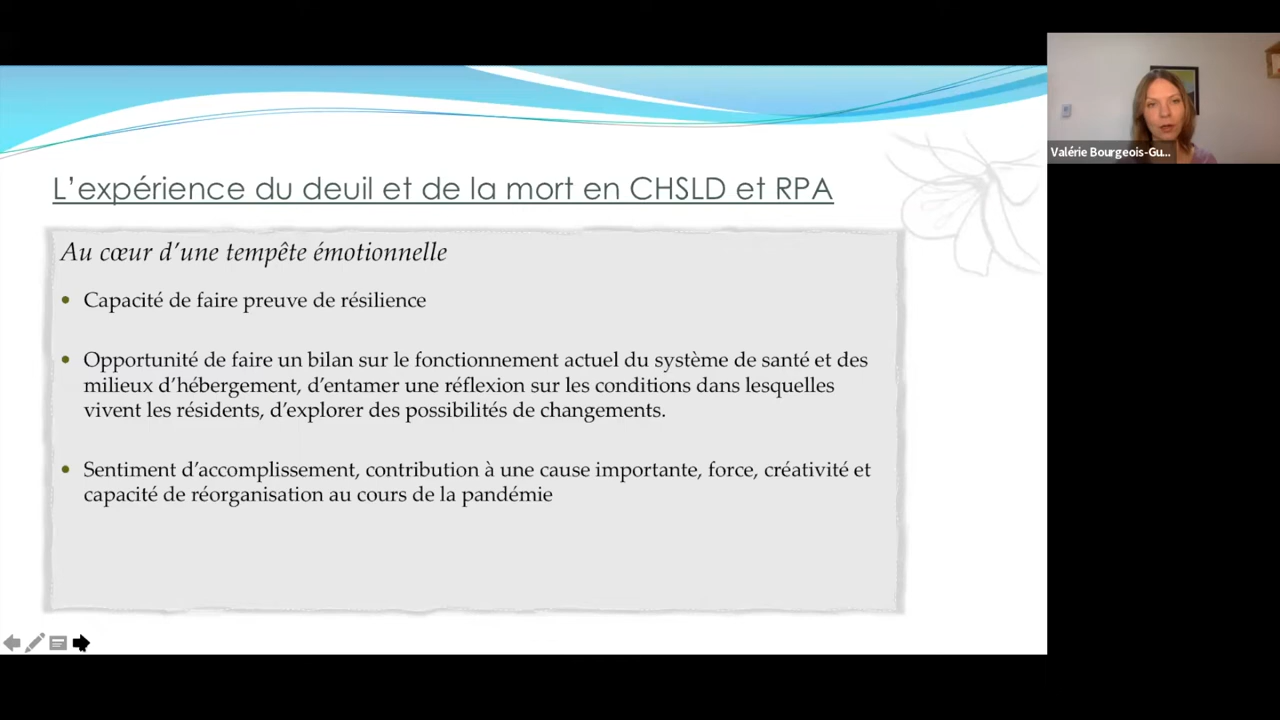 L'expérience du deuil et de la mort en CHSLD et RPA
Au cœur d'une tempête émotionnelle
• Capacité de faire preuve de résilience
• Opportunité de faire un bilan sur le fonctionnement actuel du système de santé et des
milieux d'hébergement, d'entamer une réflexion sur les conditions dans lesquelles
vivent les résidents, d'explorer des possibilités de changements.
• Sentiment d'accomplissement, contribution à une cause importante, force, créativité et
capacité de réorganisation au cours de la pandémie
Valérie Bourgeois-Gu...